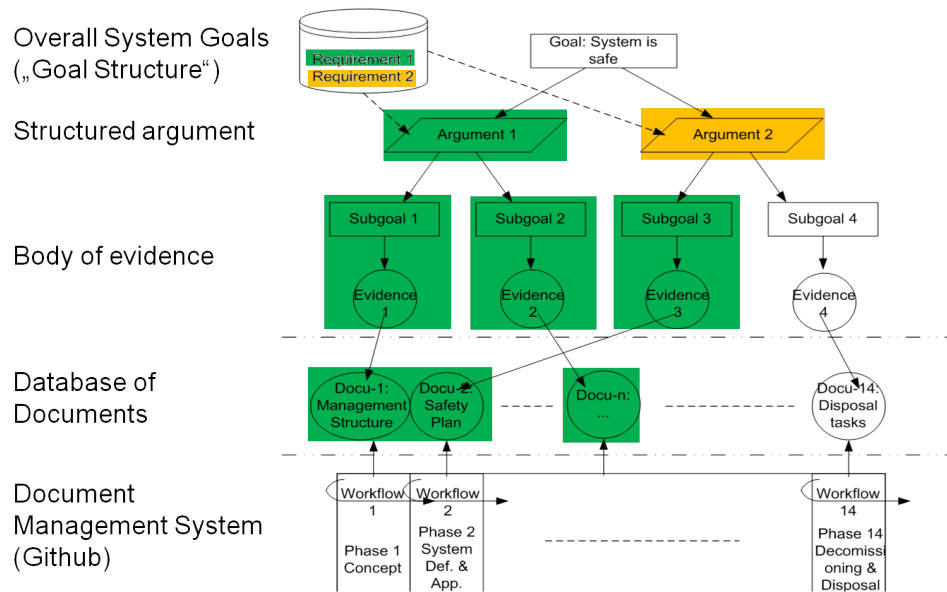 Overall System Goals
(„Goal Structure“)
Requirement 1
Requirement 2
Goal: System is
safe
Structured argument
Argument 1
Argument 2
Body of evidence
Subgoal 1
Subgoal 2
Subgoal 3
Subgoal 4
Evidence
1
Evidence
2
Evidence
3
Evidence
4
Database of
Documents
Docu-1:
Management
Structure
Docu-2:
Safety
Plan
Docu-n:
...
Docu-14:
Disposal
tasks
Document
Management System
(Github)
Workflow
1
Phase 1
Concept
Workflow
2
Phase 2
System
Def. &
App.
Workflow
14
Phase 14
Decomissi
oning &
Disposal